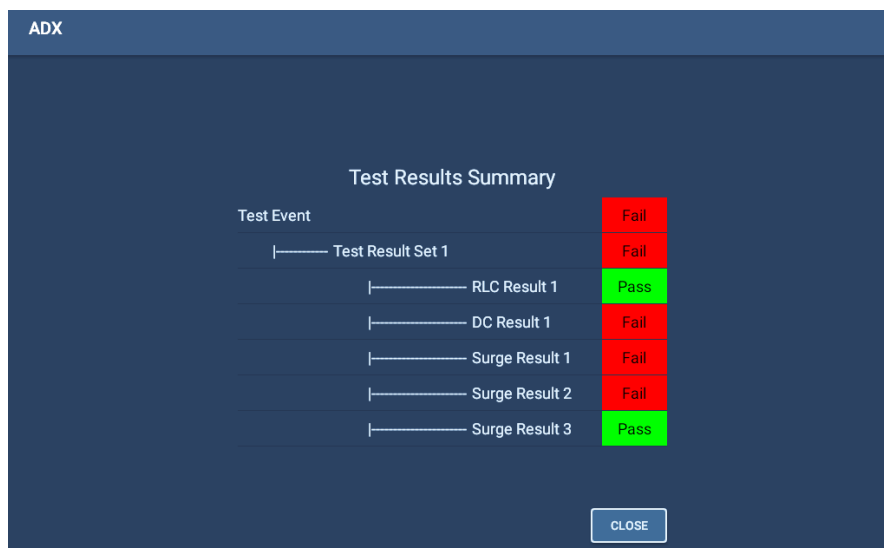 ADX
Test Results Summary
Test Event Fail
|----------- Test Result Set 1 Fail
|--------------------- RLC Result 1 Pass
|--------------------- DC Result 1 Fail
|--------------------- Surge Result 1 Fail
|--------------------- Surge Result 2 Fail
|--------------------- Surge Result 3 Pass
CLOSE